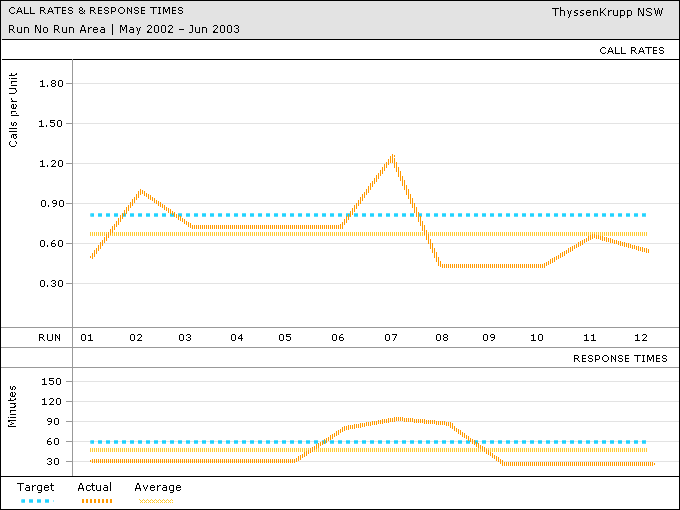 CALL RATES & RESPONSE TIMES
ThyssenKrupp NSW
Run No Run Area | May 2002 – Jun 2003
CALL RATES
Calls per Unit
1.80
1.50
1.20
0.90
0.60
0.30
RUN 01 02 03 04 05 06 07 08 09 10 11 12
RESPONSE TIMES
Minutes
150
120
90
60
30
Target Actual Average